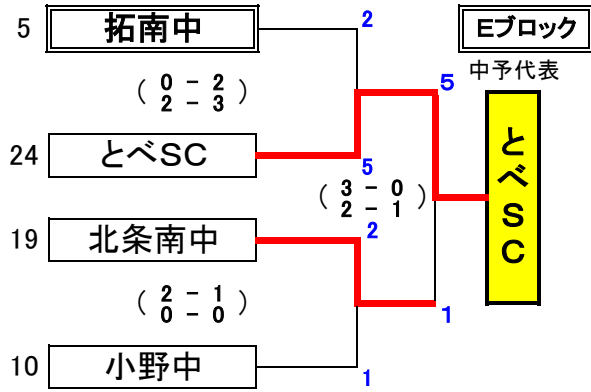 5 拓南中 2
Eブロック
中予代表
( 0 - 2
2 - 3 )
5
24 とべSC 5
とべSC
( 3 - 0
2 - 1 )
19 北条南中 2
( 2 - 1
0 - 0 )
1
10 小野中 1